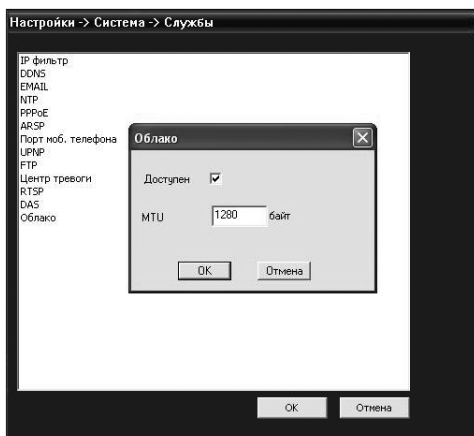 Настройки -> Система -> Службы
IP фильтр
DDNS
EMAIL
NTP
PPPoE
ARSP
Порт моб. телефона
UPNP
FTP
Центр тревоги
RTSP
DAS
Облако
Облако
Доступен
MTU 1280 байт
OK Отмена
OK Отмена